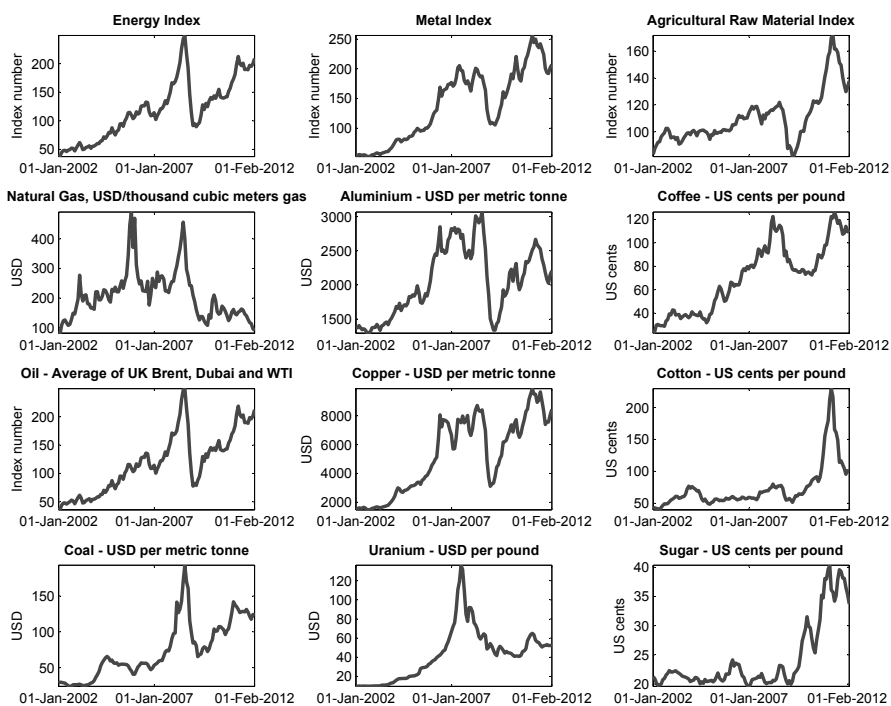 Energy Index
Metal Index
Agricultural Raw Material Index
Index number
200
150
100
50
01-Jan-2002
01-Jan-2007
01-Feb-2012
Index number
250
200
150
100
01-Jan-2002
01-Jan-2007
01-Feb-2012
Index number
160
140
120
100
01-Jan-2002
01-Jan-2007
01-Feb-2012
Natural Gas, USD/thousand cubic meters gas
Aluminium - USD per metric tonne
Coffee - US cents per pound
USD
400
300
200
100
01-Jan-2002
01-Jan-2007
01-Feb-2012
USD
3000
2500
2000
1500
01-Jan-2002
01-Jan-2007
01-Feb-2012
US cents
120
100
80
60
40
01-Jan-2002
01-Jan-2007
01-Feb-2012
Oil - Average of UK Brent, Dubai and WTI
Copper - USD per metric tonne
Cotton - US cents per pound
Index number
200
150
100
50
01-Jan-2002
01-Jan-2007
01-Feb-2012
USD
8000
6000
4000
2000
01-Jan-2002
01-Jan-2007
01-Feb-2012
US cents
200
150
100
50
01-Jan-2002
01-Jan-2007
01-Feb-2012
Coal - USD per metric tonne
Uranium - USD per pound
Sugar - US cents per pound
USD
150
100
50
01-Jan-2002
01-Jan-2007
01-Feb-2012
USD
120
100
80
60
40
20
01-Jan-2002
01-Jan-2007
01-Feb-2012
US cents
40
35
30
25
20
01-Jan-2002
01-Jan-2007
01-Feb-2012